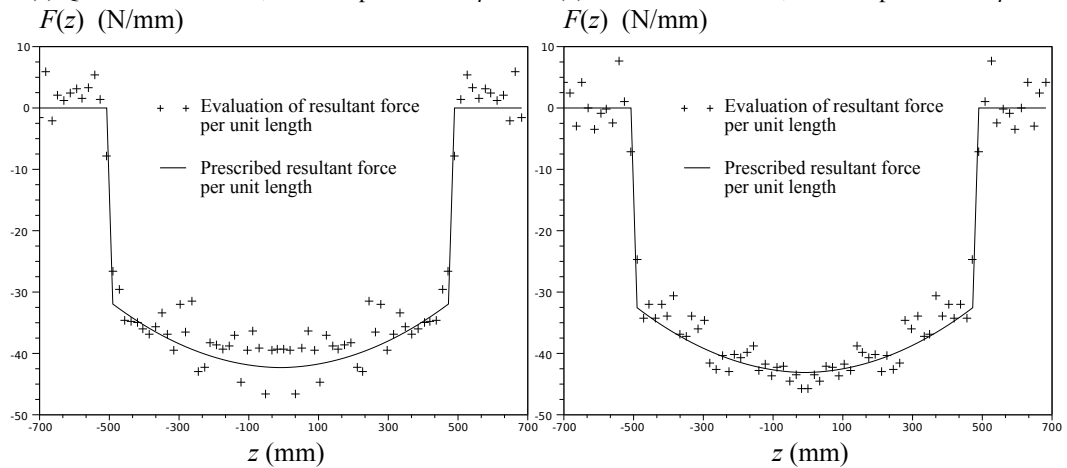 F(z) (N/mm)
10
0
-10
-20
-30
-40
-50
-700
-500
-300
-100
100
300
500
700
+ + Evaluation of resultant force
per unit length
Prescribed resultant force
per unit length
z (mm)
F(z) (N/mm)
10
0
-10
-20
-30
-40
-50
-700
-500
-300
-100
100
300
500
700
+ + Evaluation of resultant force
per unit length
Prescribed resultant force
per unit length
z (mm)